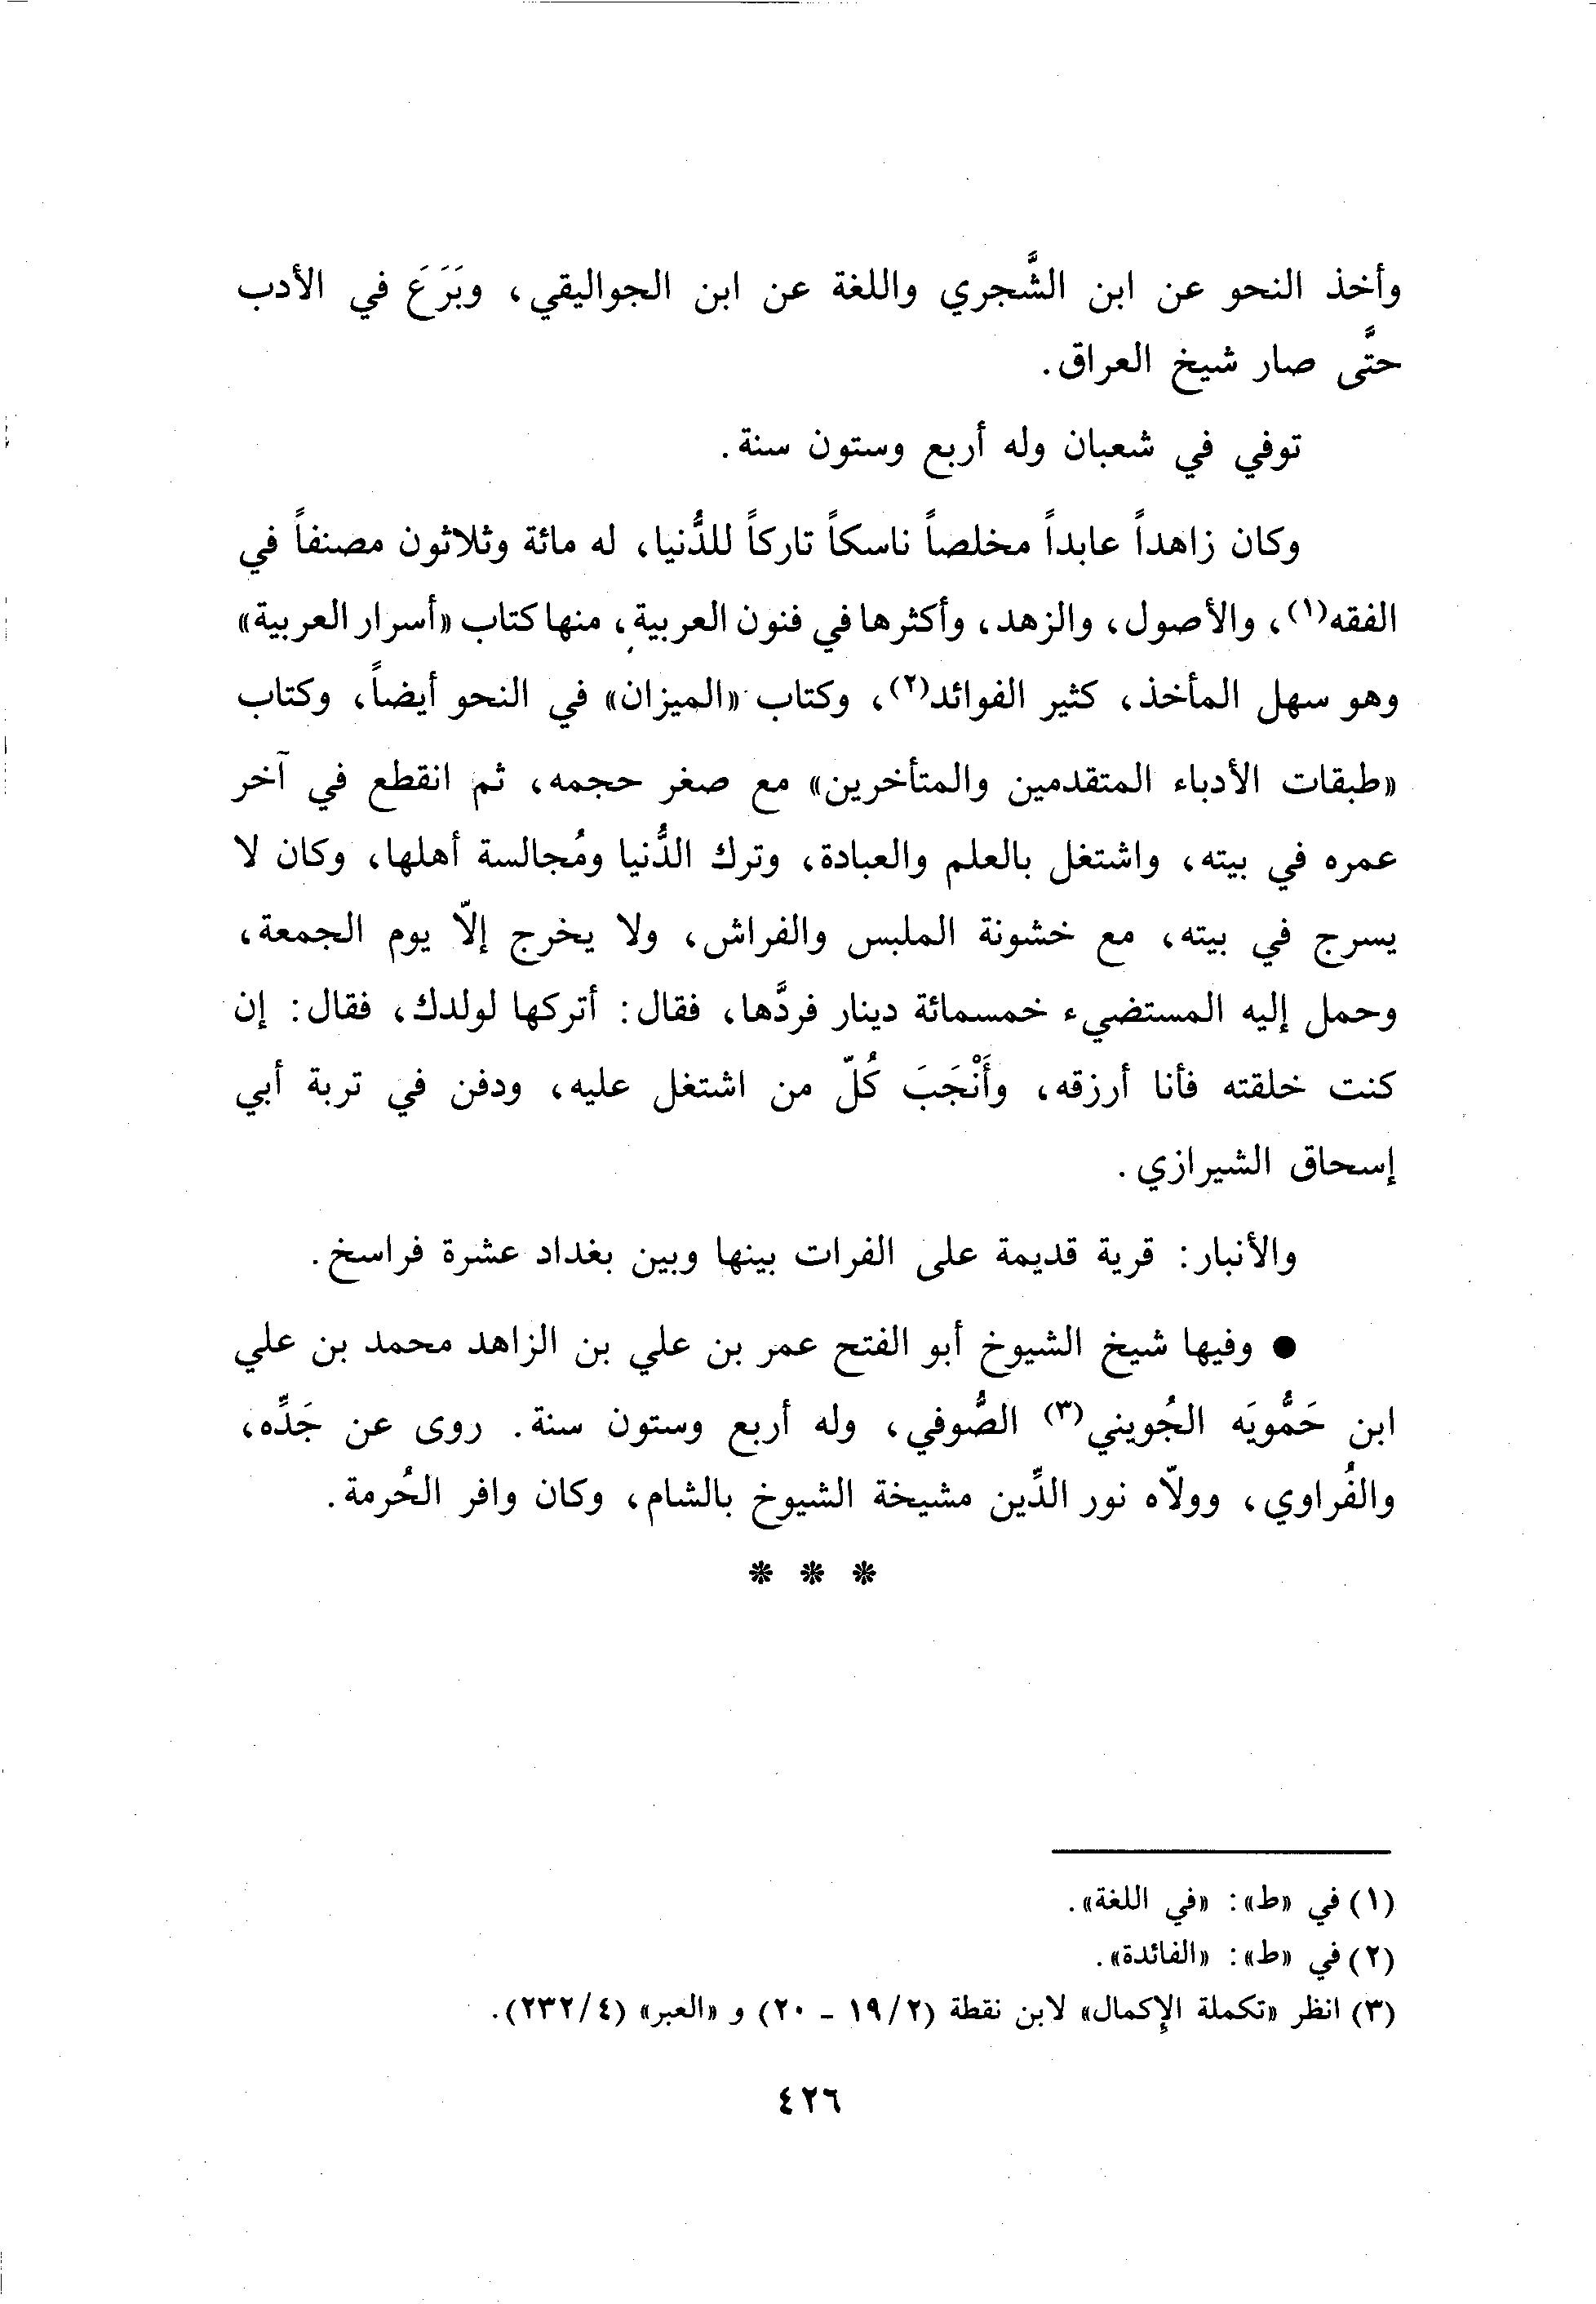 وأخذ النحو عن ابن الشَّجري واللغة عن ابن الجواليقي، وبَرَعَ في الأدب
حتَّى صار شيخ العراق.
توفي في شعبان وله أربع وستون سنة.
وكان زاهداً عابداً مخلصاً ناسكاً تاركاً للدُّنيا، له مائة وثلاثون مصنفاً في
الفقه(١)، والأصول، والزهد، وأكثرها في فنون العربية، منها كتاب «أسرار العربية»
وهو سهل المأخذ، كثير الفوائد(٢)، وكتاب «الميزان» في النحو أيضاً، وكتاب
«طبقات الأدباء المتقدمين والمتأخرين» مع صغر حجمه، ثم انقطع في آخر
عمره في بيته، واشتغل بالعلم والعبادة، وترك الدُّنيا ومُجالسة أهلها، وكان لا
يسرج في بيته، مع خشونة الملبس والفراش، ولا يخرج إلاّ يوم الجمعة،
وحمل إليه المستضيء خمسمائة دينار فردَّها، فقال: أتركها لولدك، فقال: إن
كنت خلقته فأنا أرزقه، وأَنْجَبَ كُلّ من اشتغل عليه، ودفن في تربة أبي
إسحاق الشيرازي.
والأنبار: قرية قديمة على الفرات بينها وبين بغداد عشرة فراسخ.
● وفيها شيخ الشيوخ أبو الفتح عمر بن علي بن الزاهد محمد بن علي
ابن حَمُّويَه الجُويني(٣) الصُّوفي، وله أربع وستون سنة. روى عن جَدِّه،
والفُراوي، وولاّه نور الدِّين مشيخة الشيوخ بالشام، وكان وافر الحُرمة.
* * *
(١) في «ط»: «في اللغة».
(٢) في «ط»: «الفائدة».
(٣) انظر «تكملة الإكمال» لابن نقطة (٢/١٩ - ٢٠) و «العبر» (٤/٢٣٢).
٤٢٦